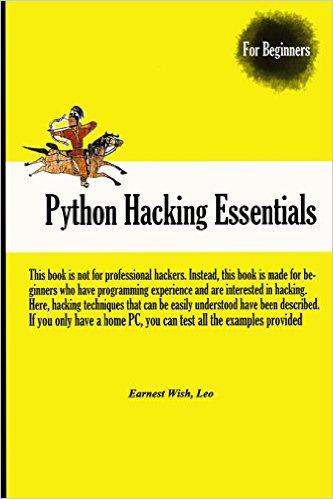 For Beginners
Python Hacking Essentials
This book is not for professional hackers. Instead, this book is made for be-
ginners who have programming experience and are interested in hacking.
Here, hacking techniques that can be easily understood have been described.
If you only have a home PC, you can test all the examples provided
Earnest Wish, Leo